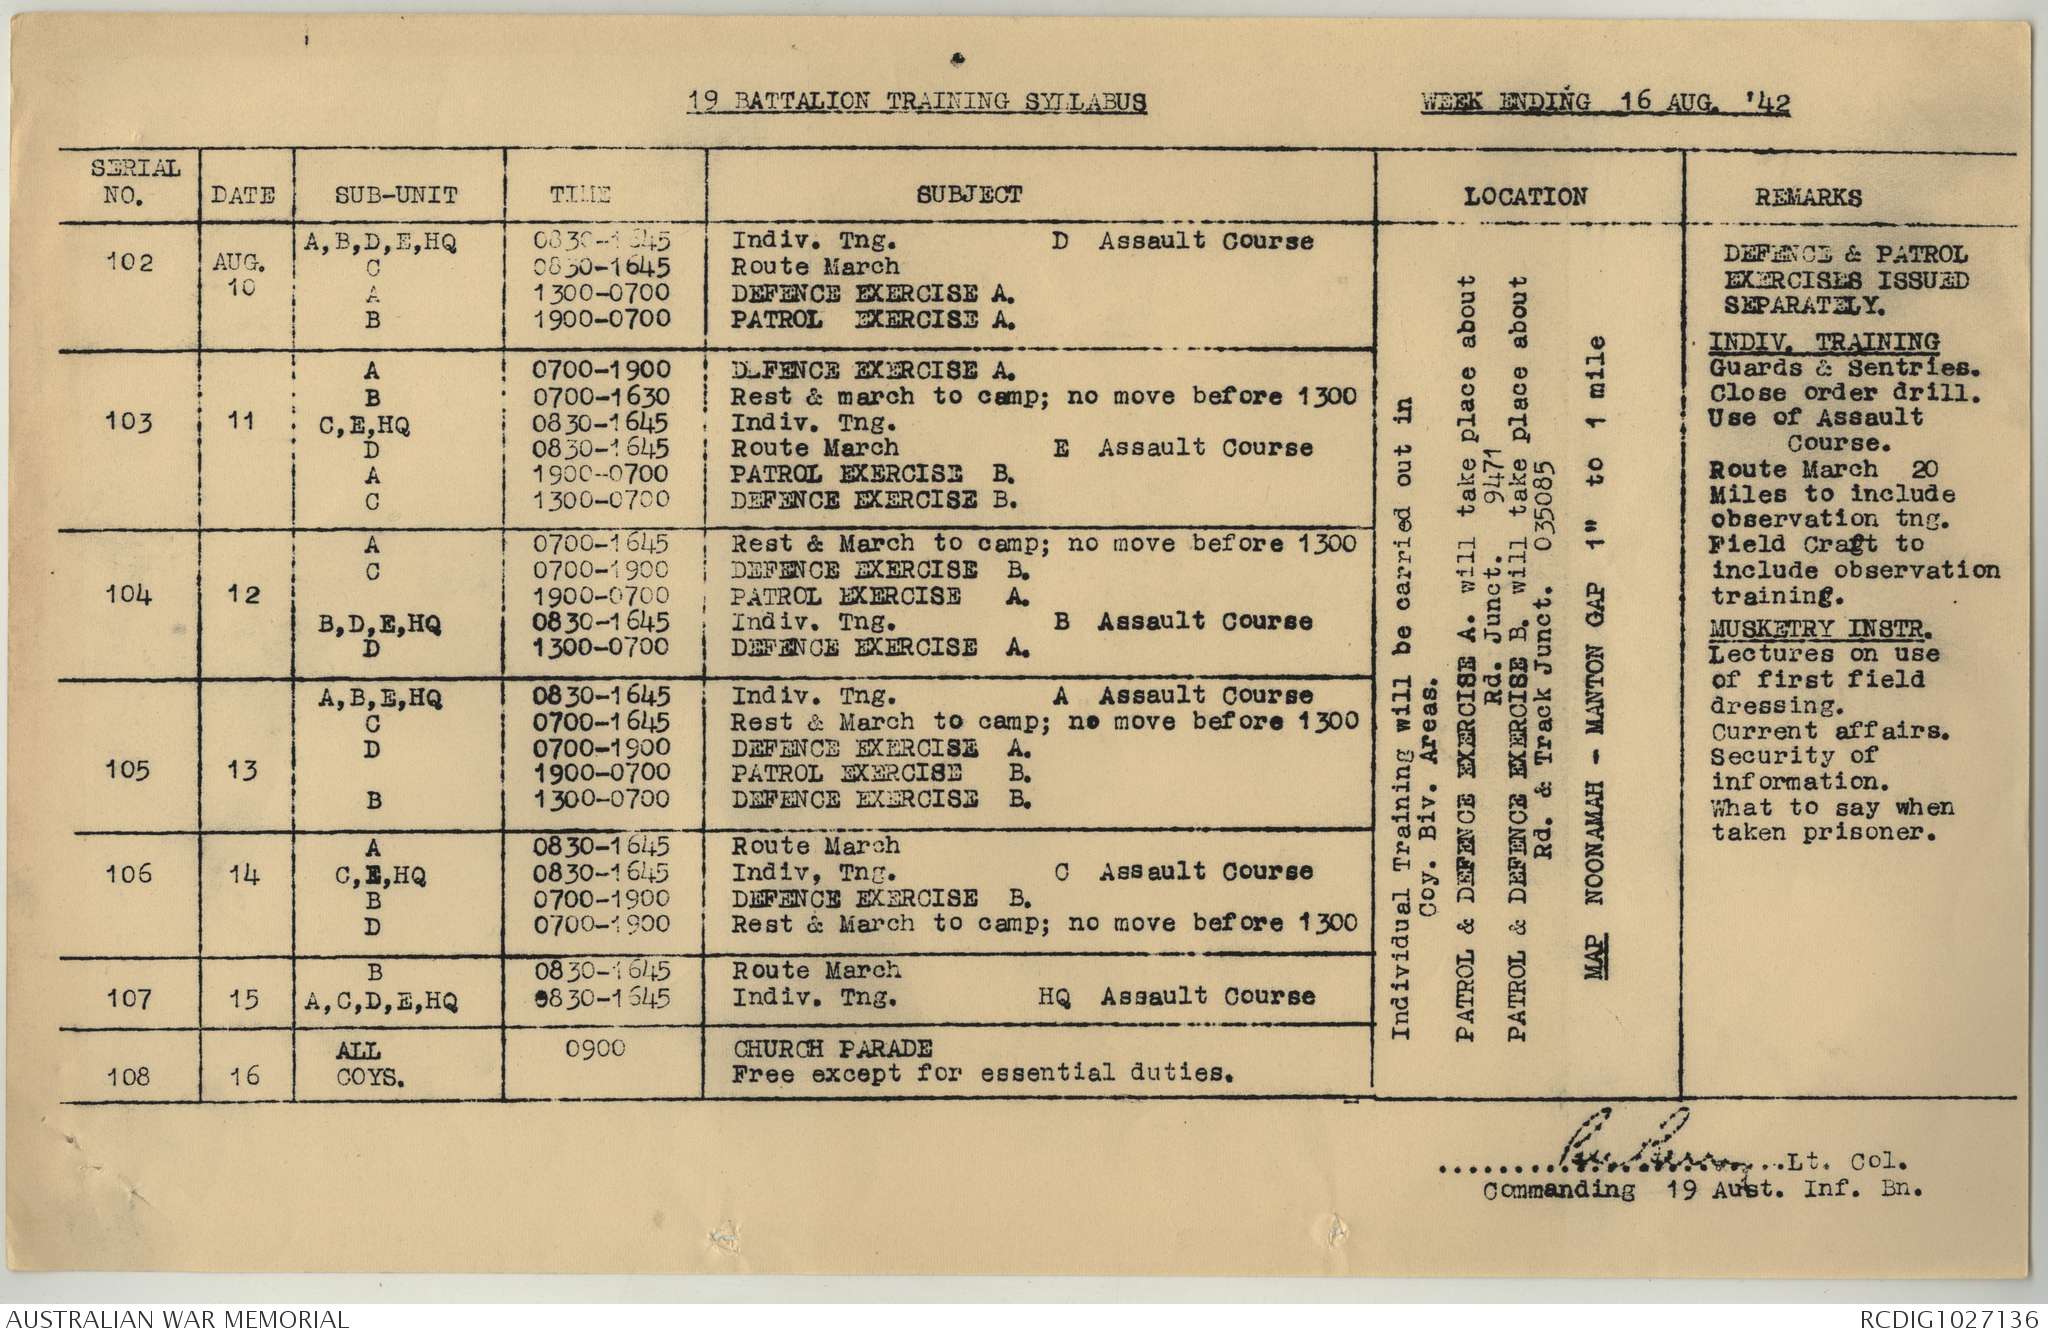 19 BATTALION TRAINING SYLLABUS WEEK ENDING 16 AUG. '42
SERIAL NO. DATE SUB-UNIT TIME SUBJECT LOCATION REMARKS
102 AUG. 10 A,B,D,E,HQ 0830-1645 Indiv. Tng. D Assault Course
C 0830-1645 Route March
A 1300-0700 DEFENCE EXERCISE A.
B 1900-0700 PATROL EXERCISE A.
103 11 A 0700-1900 DEFENCE EXERCISE A.
B 0700-1630 Rest & march to camp; no move before 1300
C,E,HQ 0830-1645 Indiv. Tng.
D 0830-1645 Route March E Assault Course
A 1900-0700 PATROL EXERCISE B.
C 1300-0700 DEFENCE EXERCISE B.
104 12 A 0700-1645 Rest & March to camp; no move before 1300
C 0700-1900 DEFENCE EXERCISE B.
1900-0700 PATROL EXERCISE A.
B,D,E,HQ 0830-1645 Indiv. Tng. B Assault Course
D 1300-0700 DEFENCE EXERCISE A.
105 13 A,B,E,HQ 0830-1645 Indiv. Tng. A Assault Course
C 0700-1645 Rest & March to camp; no move before 1300
D 0700-1900 DEFENCE EXERCISE A.
1900-0700 PATROL EXERCISE B.
B 1300-0700 DEFENCE EXERCISE B.
106 14 A 0830-1645 Route March
C,E,HQ 0830-1645 Indiv, Tng. C Assault Course
B 0700-1900 DEFENCE EXERCISE B.
D 0700-1900 Rest & March to camp; no move before 1300
107 15 B 0830-1645 Route March
A,C,D,E,HQ 0830-1645 Indiv. Tng. HQ Assault Course
108 16 ALL COYS. 0900 CHURCH PARADE
Free except for essential duties.
Individual Training will be carried out in
Coy. Biv. Areas.
PATROL & DEFENCE EXERCISE A. will take place about
Rd. Junct. 9471
PATROL & DEFENCE EXERCISE B. will take place about
Rd. & Track Junct. 035085
MAP NOONAMAH - MANTON GAP 1" to 1 mile
DEFENCE & PATROL
EXERCISES ISSUED
SEPARATELY.
INDIV. TRAINING
Guards & Sentries.
Close order drill.
Use of Assault
Course.
Route March 20
Miles to include
observation tng.
Field Craft to
include observation
training.
MUSKETRY INSTR.
Lectures on use
of first field
dressing.
Current affairs.
Security of
information.
What to say when
taken prisoner.
Lt. Col.
Commanding 19 Aust. Inf. Bn.
AUSTRALIAN WAR MEMORIAL RCDIG1027136